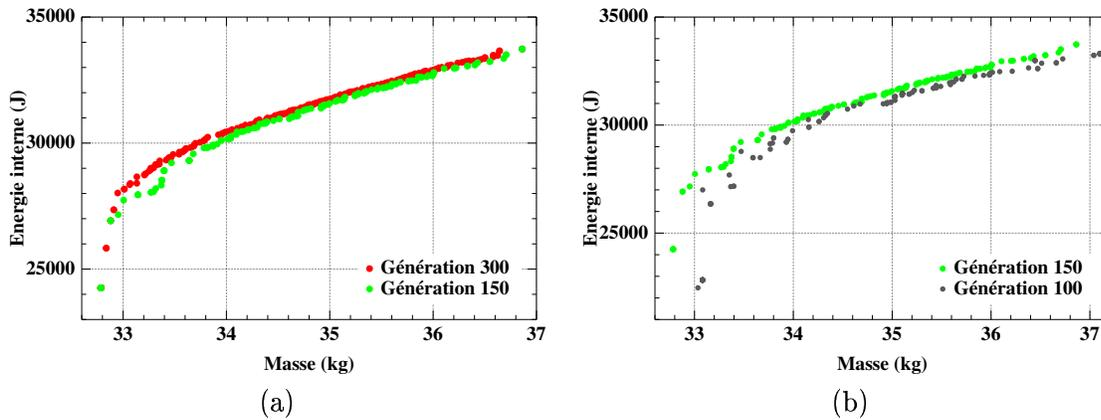 35000
30000
25000
Energie interne (J)
33
34
35
36
37
Masse (kg)
Génération 300
Génération 150
(a)
35000
30000
25000
Energie interne (J)
33
34
35
36
37
Masse (kg)
Génération 150
Génération 100
(b)